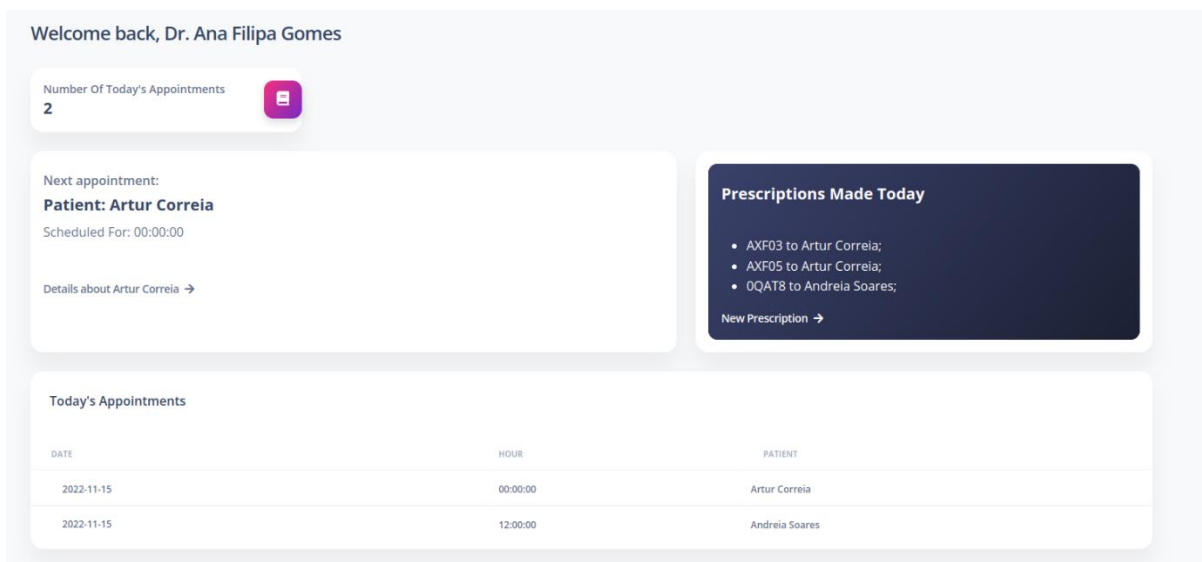 Welcome back, Dr. Ana Filipa Gomes
Number Of Today's Appointments
2
Next appointment:
Patient: Artur Correia
Scheduled For: 00:00:00
Details about Artur Correia →
Prescriptions Made Today
• AXF03 to Artur Correia;
• AXF05 to Artur Correia;
• 0QAT8 to Andreia Soares;
New Prescription →
Today's Appointments
DATE HOUR PATIENT
2022-11-15 00:00:00 Artur Correia
2022-11-15 12:00:00 Andreia Soares